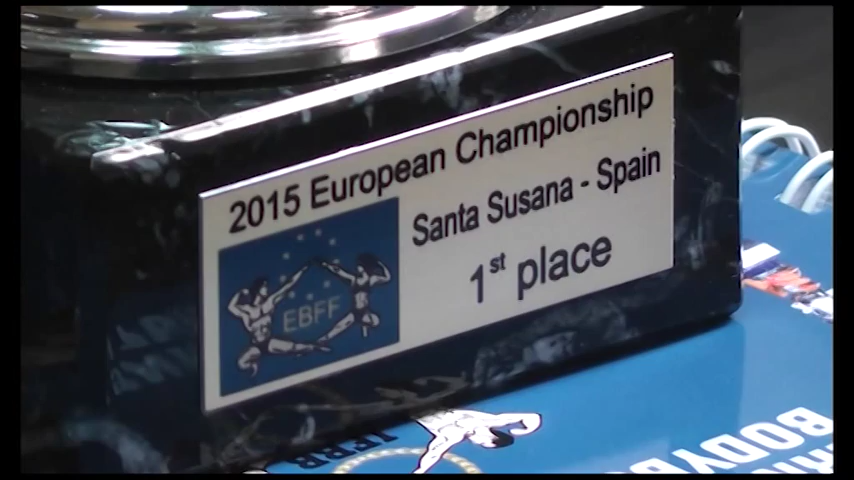 2015 European Championship
Santa Susana - Spain
1st place
EBFF
IFBB